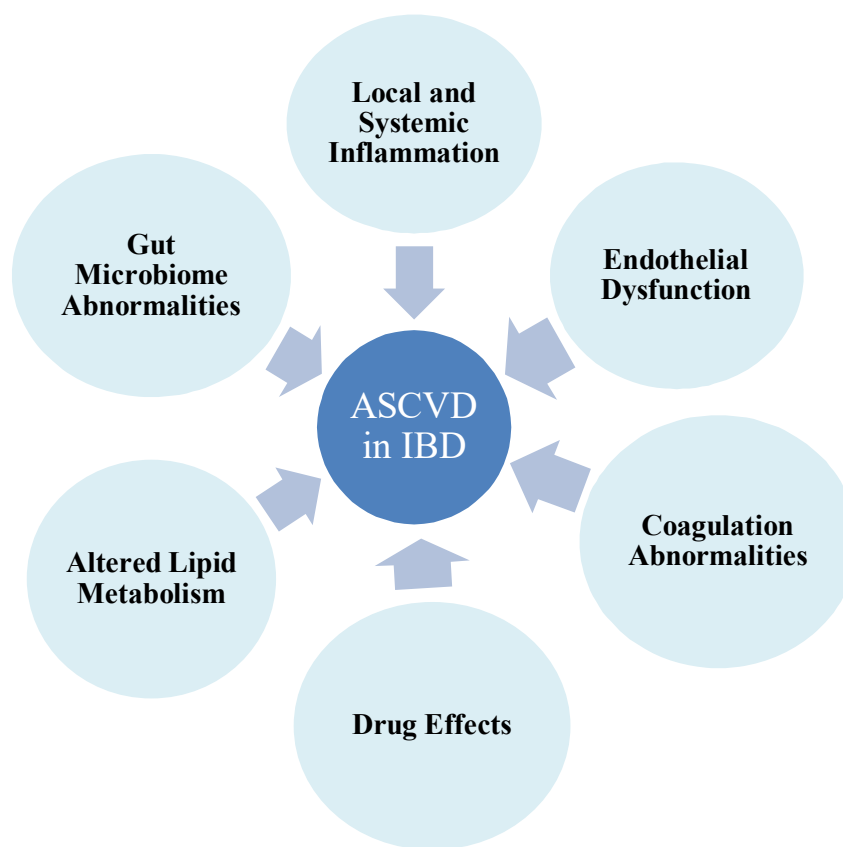 Local and
Systemic
Inflammation
Gut
Microbiome
Abnormalities
Endothelial
Dysfunction
ASCVD
in IBD
Coagulation
Abnormalities
Altered Lipid
Metabolism
Drug Effects